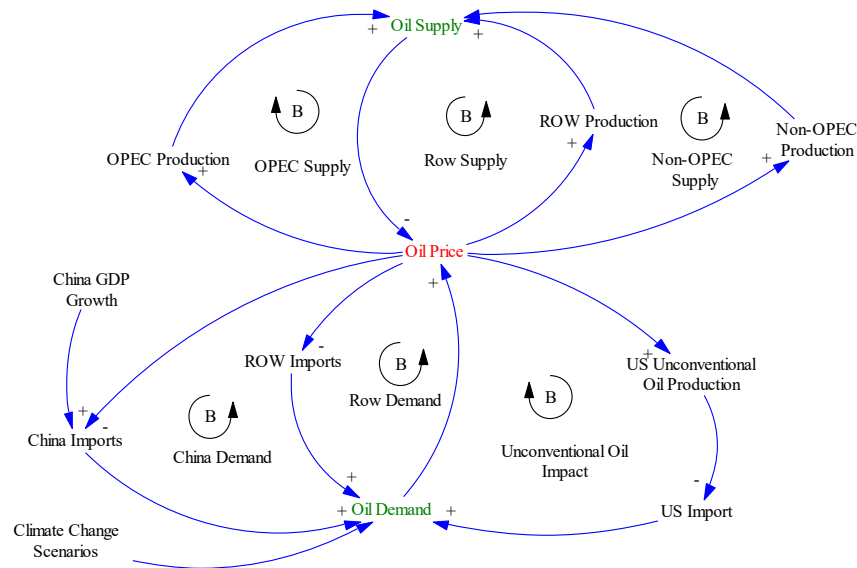 Oil Supply
+
+
B
OPEC Supply
B
Row Supply
B
Non-OPEC
Supply
OPEC Production
+
ROW Production
+
Non-OPEC
Production
+
-
Oil Price
+
China GDP
Growth
ROW Imports
-
B
Row Demand
+
US Unconventional
Oil Production
B
China Demand
B
Unconventional Oil
Impact
+
-
China Imports
-
US Import
+
+
Oil Demand
+
Climate Change
Scenarios